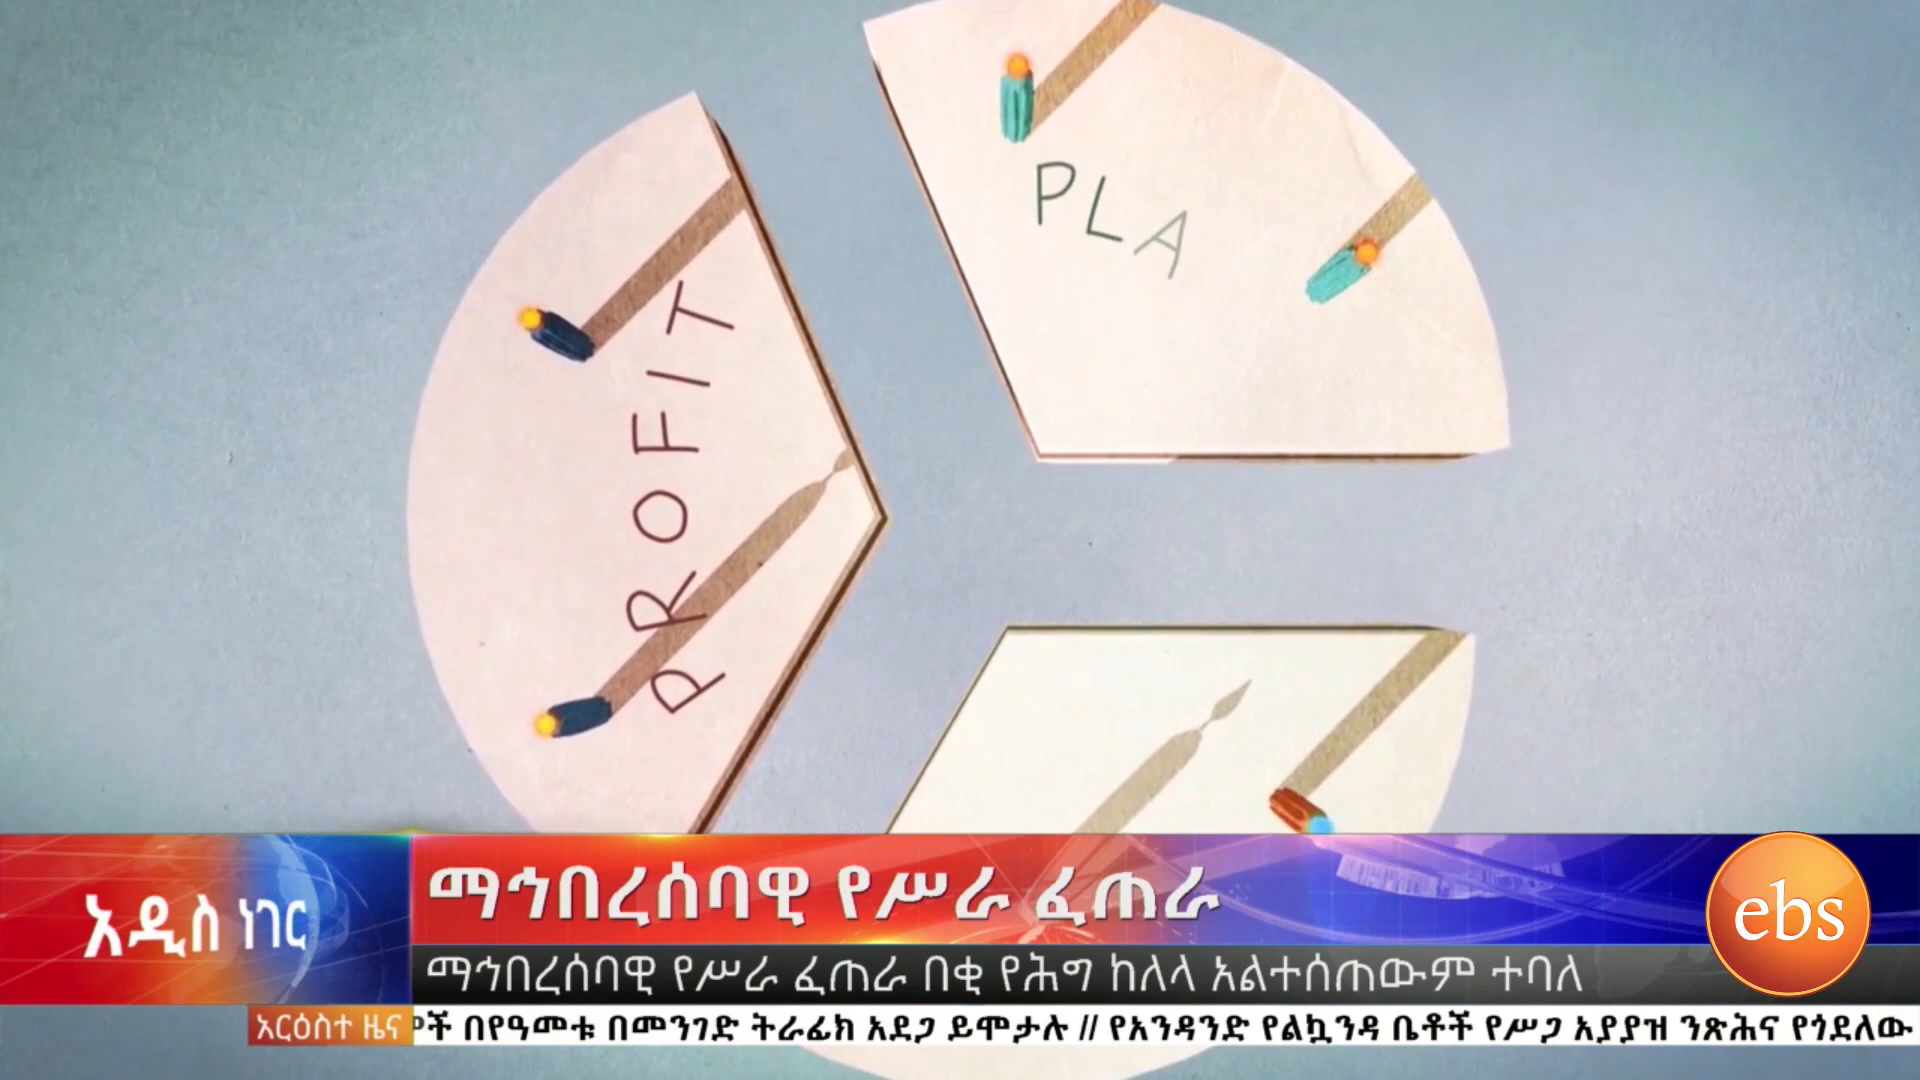 PLA
PROFIT
ማኅበረሰባዊ የሥራ ፈጠራ
አዲስ ነገር
ebs
ማኅበረሰባዊ የሥራ ፈጠራ በቂ የሕግ ከለላ አልተሰጠውም ተባለ
አርዕስተ ዜና
ች በየዓመቱ በመንገድ ትራፊክ አደጋ ይሞታሉ // የአንዳንድ የልኳንዳ ቤቶች የሥጋ አያያዝ ንጽሕና የጎደለው